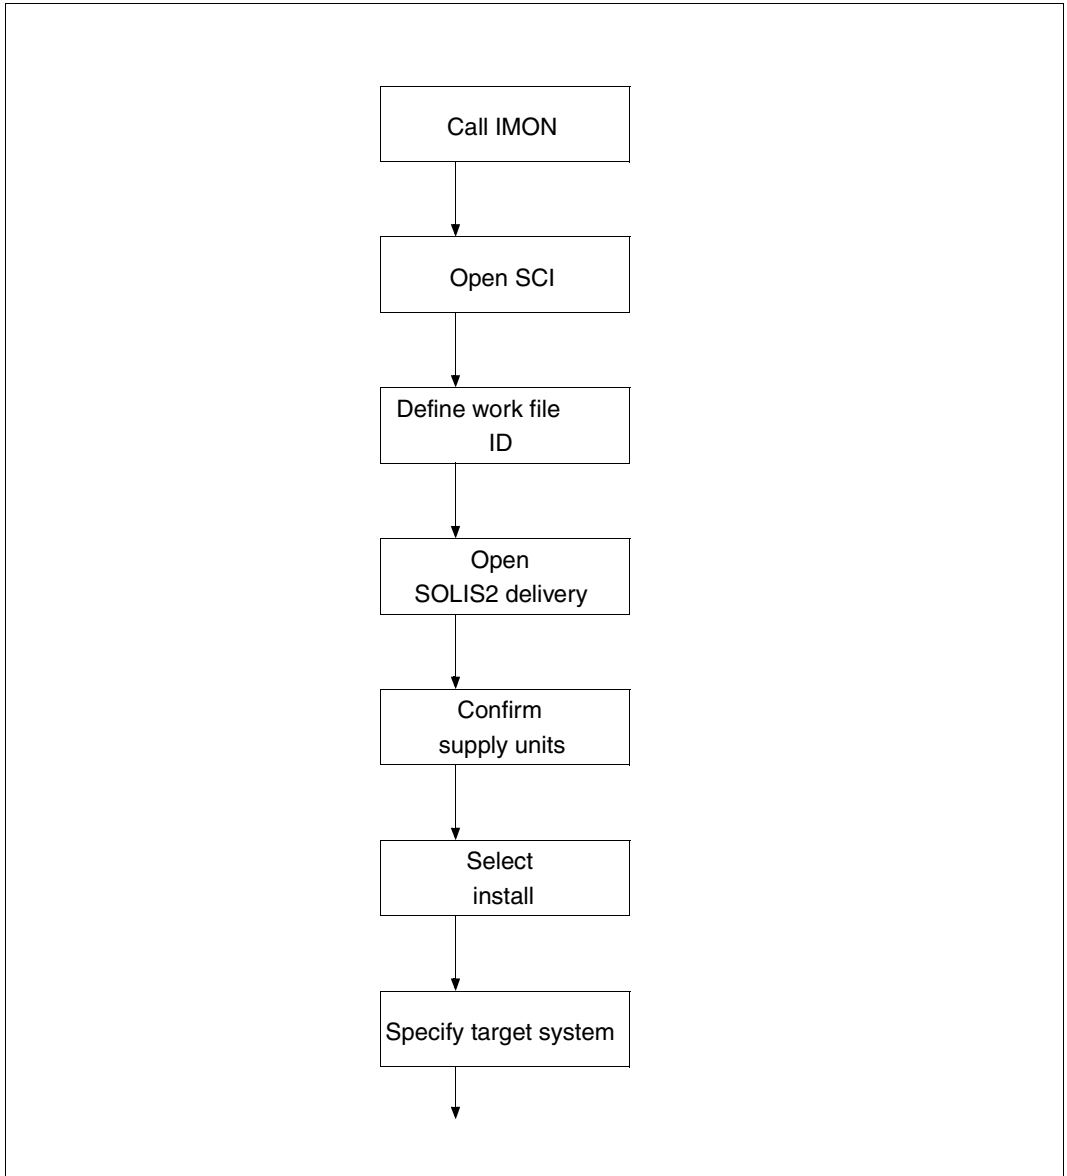 Call IMON
Open SCI
Define work file
ID
Open
SOLIS2 delivery
Confirm
supply units
Select
install
Specify target system